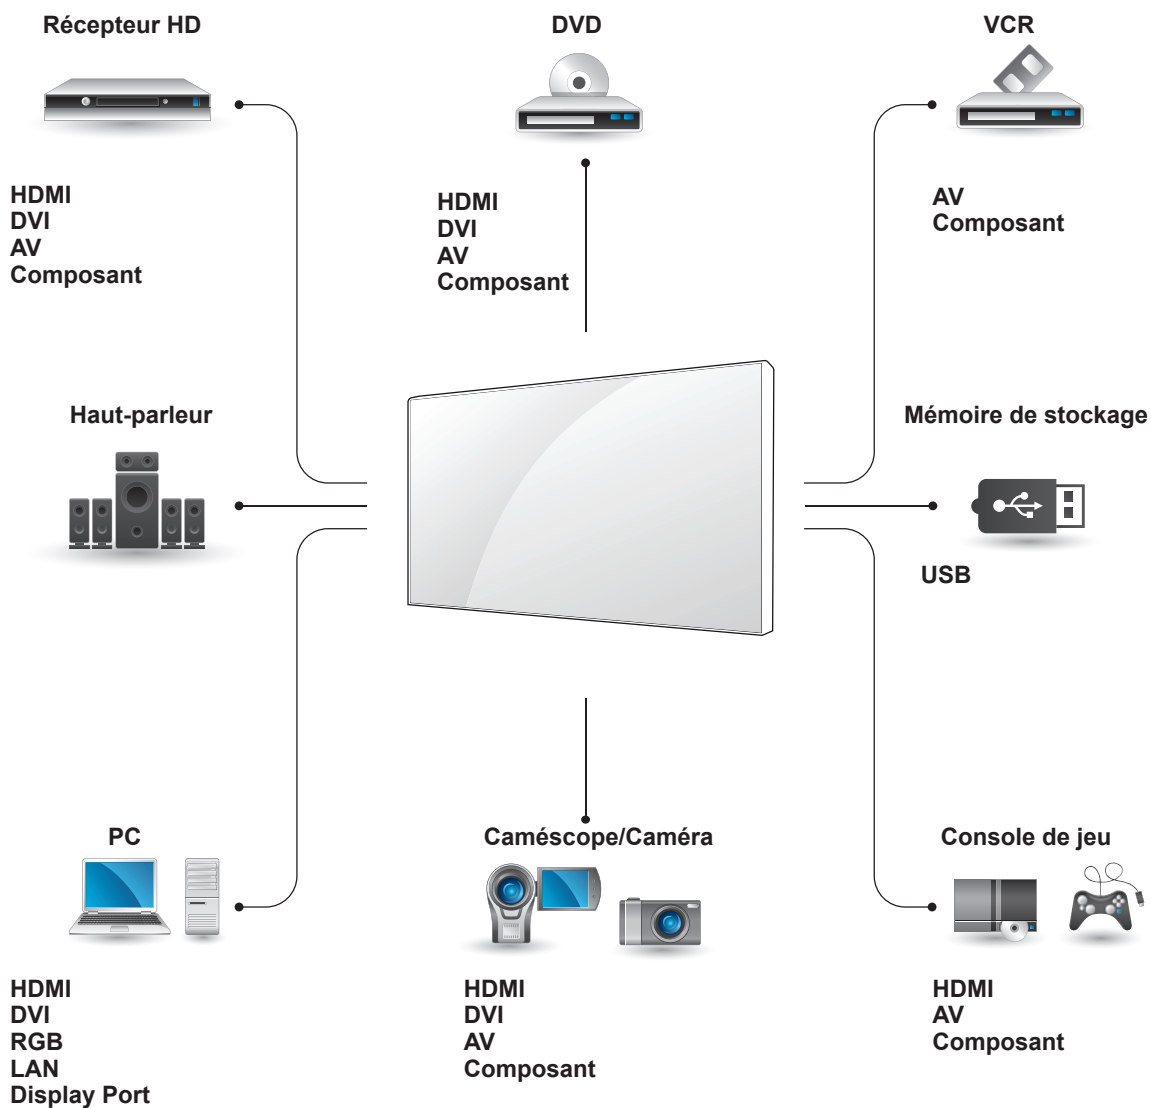 Récepteur HD
HDMI
DVI
AV
Composant
DVD
HDMI
DVI
AV
Composant
VCR
AV
Composant
Haut-parleur
Mémoire de stockage
USB
PC
HDMI
DVI
RGB
LAN
Display Port
Caméscope/Caméra
HDMI
DVI
AV
Composant
Console de jeu
HDMI
AV
Composant